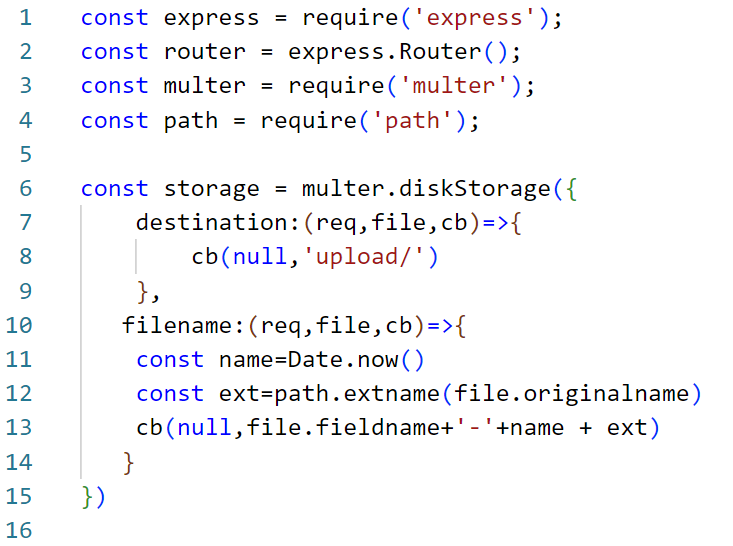 1 const express = require('express');
2 const router = express.Router();
3 const multer = require('multer');
4 const path = require('path');
5
6 const storage = multer.diskStorage({
7     destination:(req,file,cb)=>{
8         cb(null,'upload/')
9     },
10    filename:(req,file,cb)=>{
11     const name=Date.now()
12     const ext=path.extname(file.originalname)
13     cb(null,file.fieldname+'-'+name + ext)
14    }
15 })
16